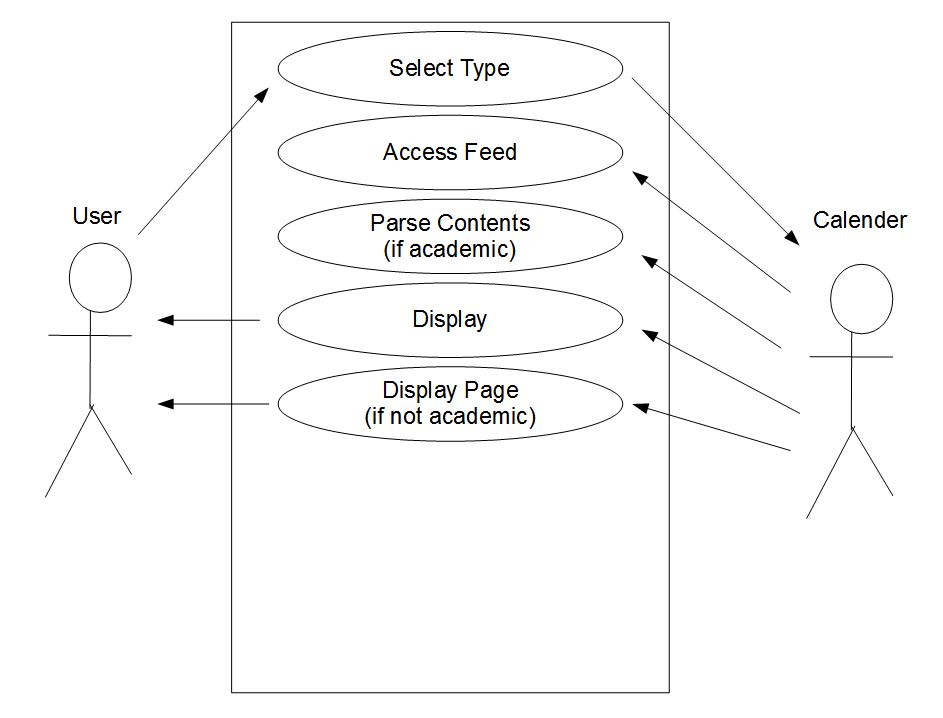 Select Type
Access Feed
User
Parse Contents
(if academic)
Calender
Display
Display Page
(if not academic)